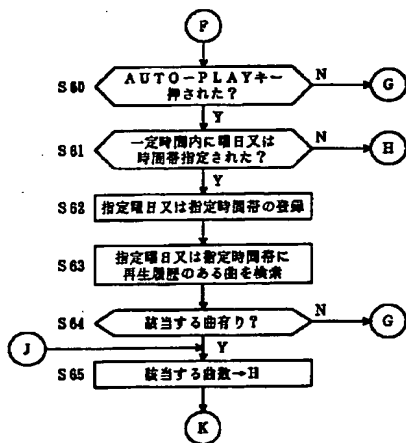 F
S60
AUTO-PLAYキー
押された?
N
G
Y
S61
一定時間内に曜日又は
時間帯指定された?
N
H
Y
S62
指定曜日又は指定時間帯の登録
S63
指定曜日又は指定時間帯に
再生履歴のある曲を検索
S64
該当する曲有り?
N
G
J
Y
S65
該当する曲数→H
K